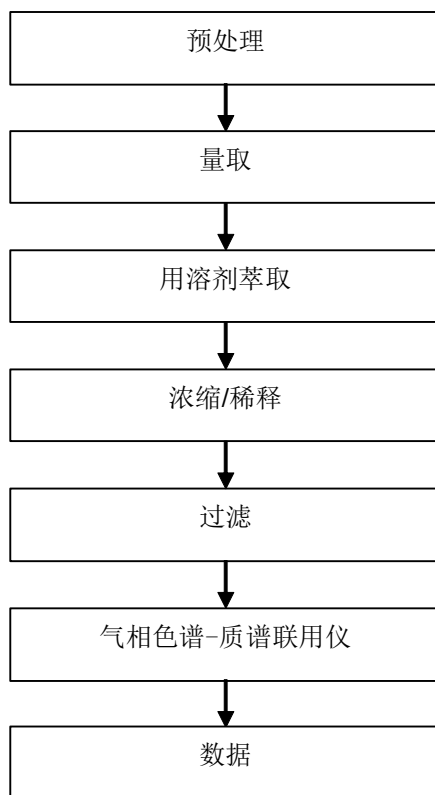 预处理
量取
用溶剂萃取
浓缩/稀释
过滤
气相色谱-质谱联用仪
数据